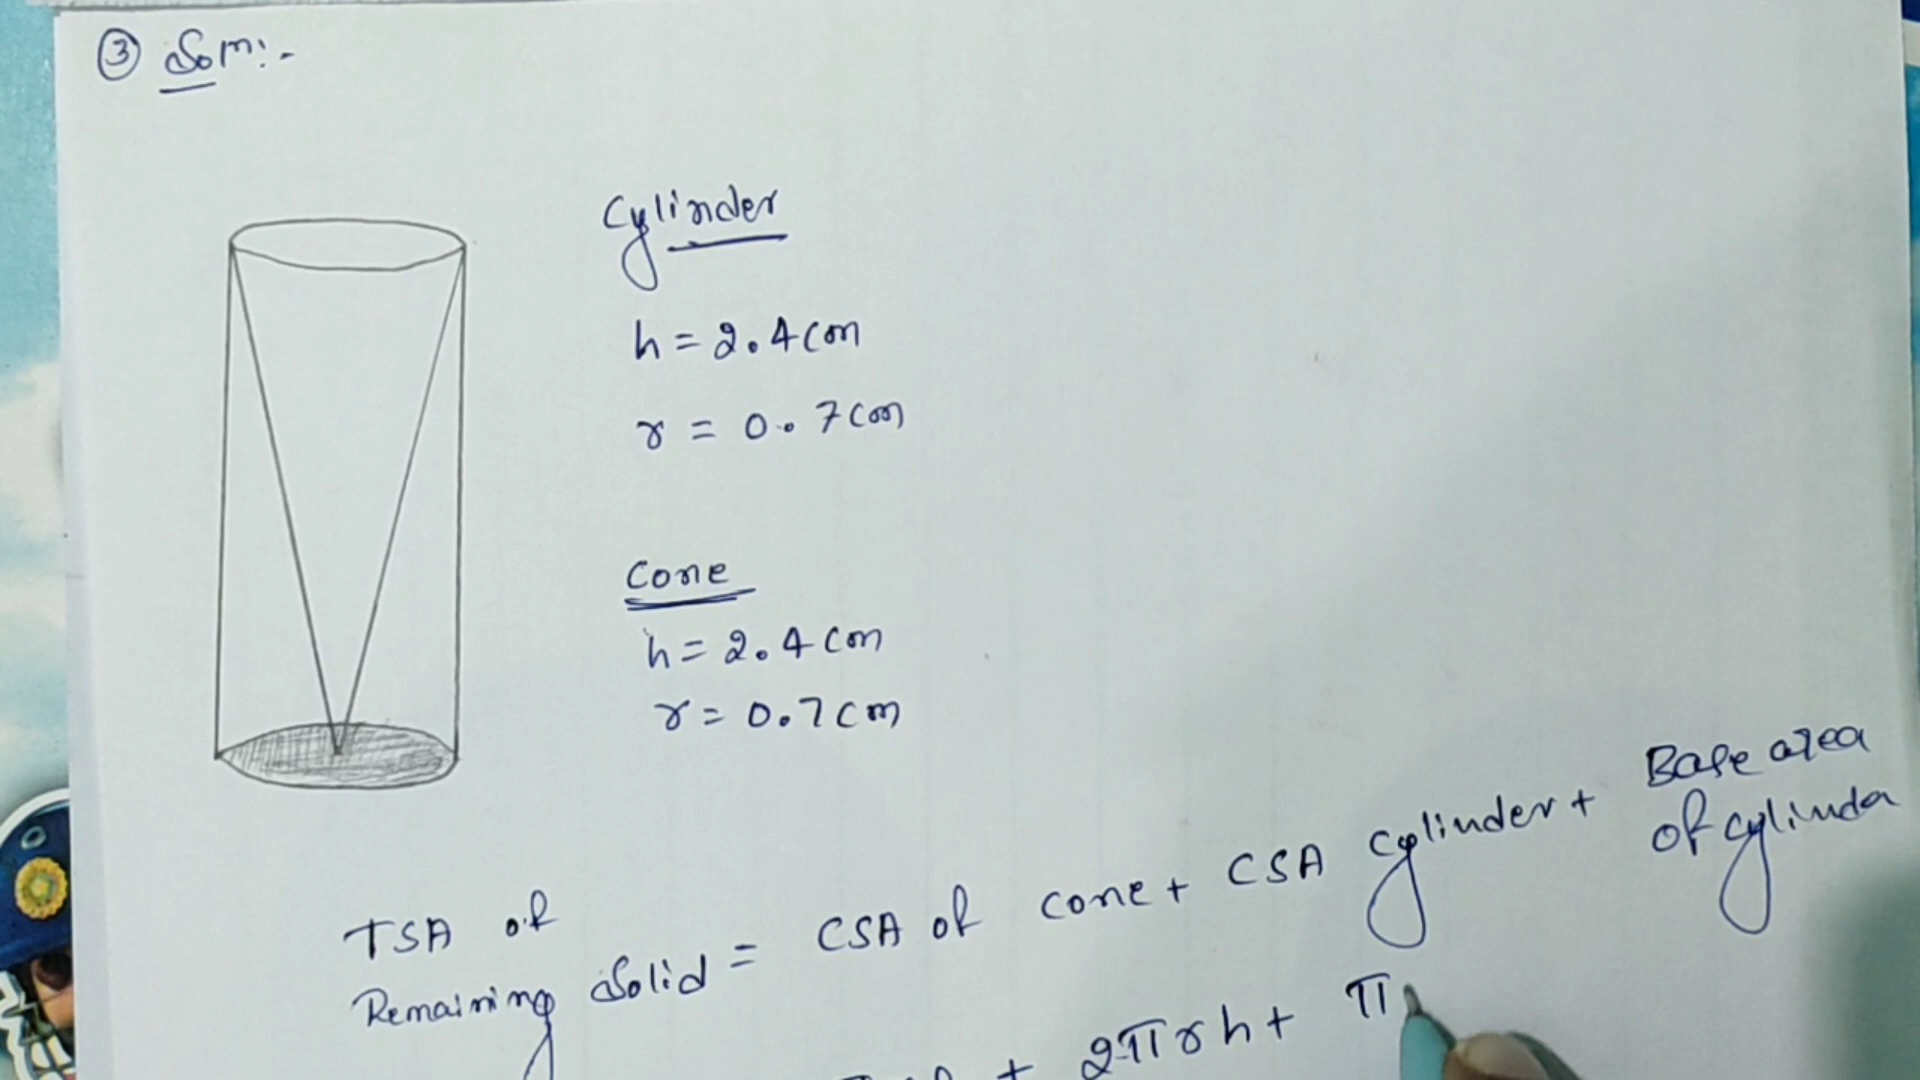 ③ Soln:-
Cylinder
h = 2.4 cm
r = 0.7 cm
Cone
h = 2.4 cm
r = 0.7 cm
TSA of
Remaining Solid = CSA of cone + CSA cylinder + Base area of cylinder
+ 2πrh + π